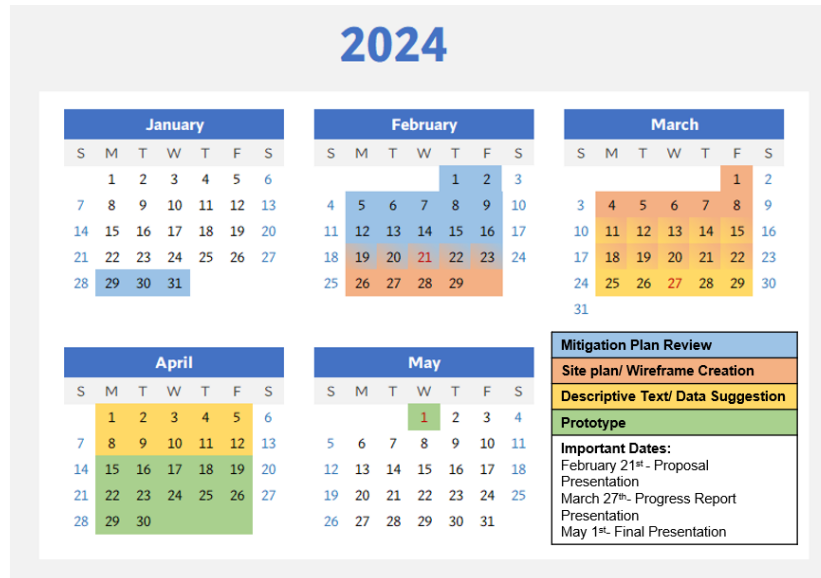 2024
January February March
S M T W T F S S M T W T F S S M T W T F S
1 2 3 4 5 6 1 2 3 1 2
7 8 9 10 11 12 13 4 5 6 7 8 9 10 3 4 5 6 7 8 9
14 15 16 17 18 19 20 11 12 13 14 15 16 17 10 11 12 13 14 15 16
21 22 23 24 25 26 27 18 19 20 21 22 23 24 17 18 19 20 21 22 23
28 29 30 31 25 26 27 28 29 24 25 26 27 28 29 30
31
April May
S M T W T F S S M T W T F S
1 2 3 4 5 6 1 2 3 4
7 8 9 10 11 12 13 5 6 7 8 9 10 11
14 15 16 17 18 19 20 12 13 14 15 16 17 18
21 22 23 24 25 26 27 19 20 21 22 23 24 25
28 29 30 26 27 28 29 30 31
Mitigation Plan Review
Site plan/ Wireframe Creation
Descriptive Text/ Data Suggestion
Prototype
Important Dates:
February 21st- Proposal
Presentation
March 27th- Progress Report
Presentation
May 1st- Final Presentation